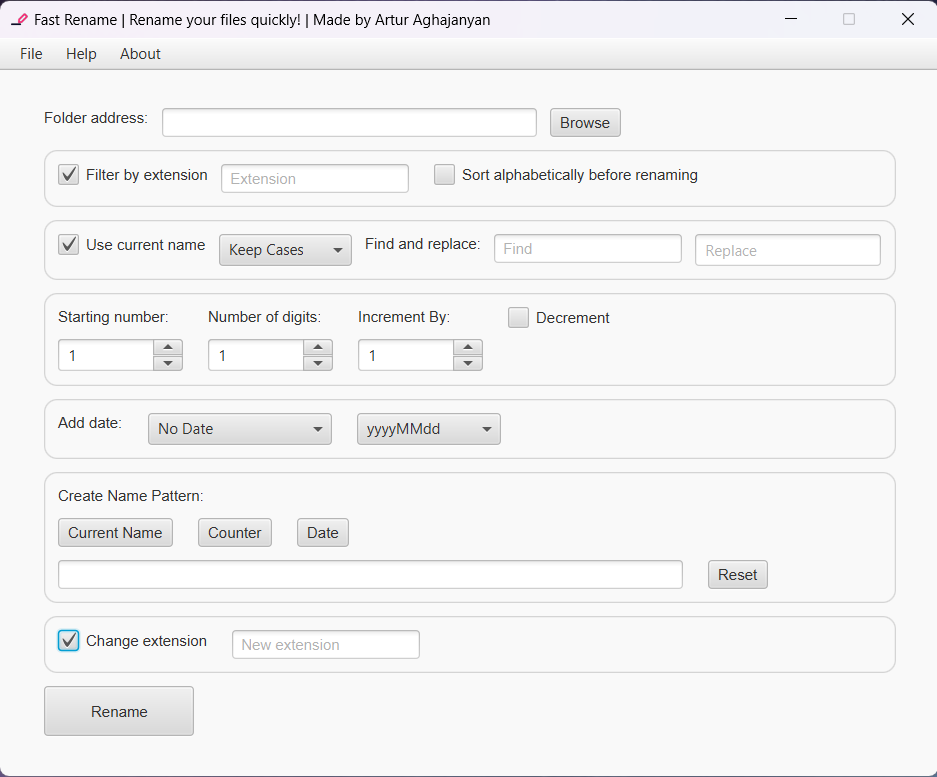 Fast Rename | Rename your files quickly! | Made by Artur Aghajanyan
File Help About
Folder address: Browse
Filter by extension Extension Sort alphabetically before renaming
Use current name Keep Cases Find and replace: Find Replace
Starting number: Number of digits: Increment By: Decrement
1 1 1
Add date: No Date yyyyMMdd
Create Name Pattern:
Current Name Counter Date
Reset
Change extension New extension
Rename